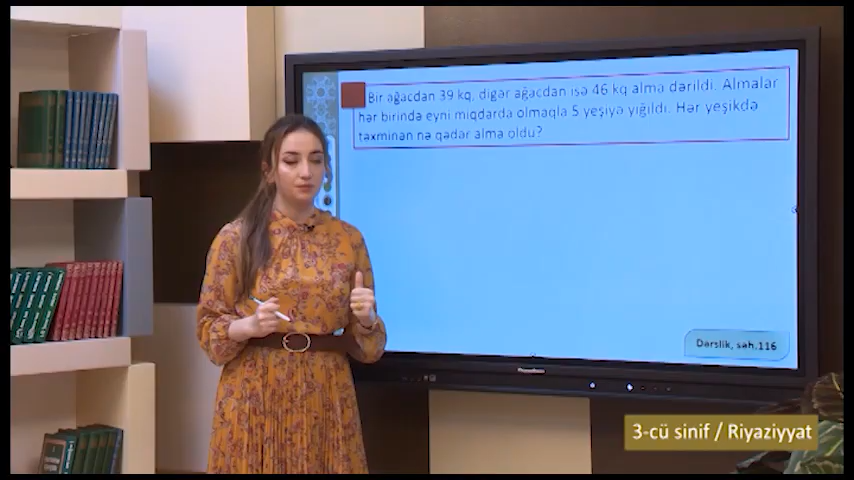 Bir ağacdan 39 kq, digər ağacdan isə 46 kq alma dərildi. Almalar
hər birində eyni miqdarda olmaqla 5 yeşiyə yığıldı. Hər yeşikdə
təxminən nə qədər alma oldu?
Dərslik, səh.116
3-cü sinif / Riyaziyyat